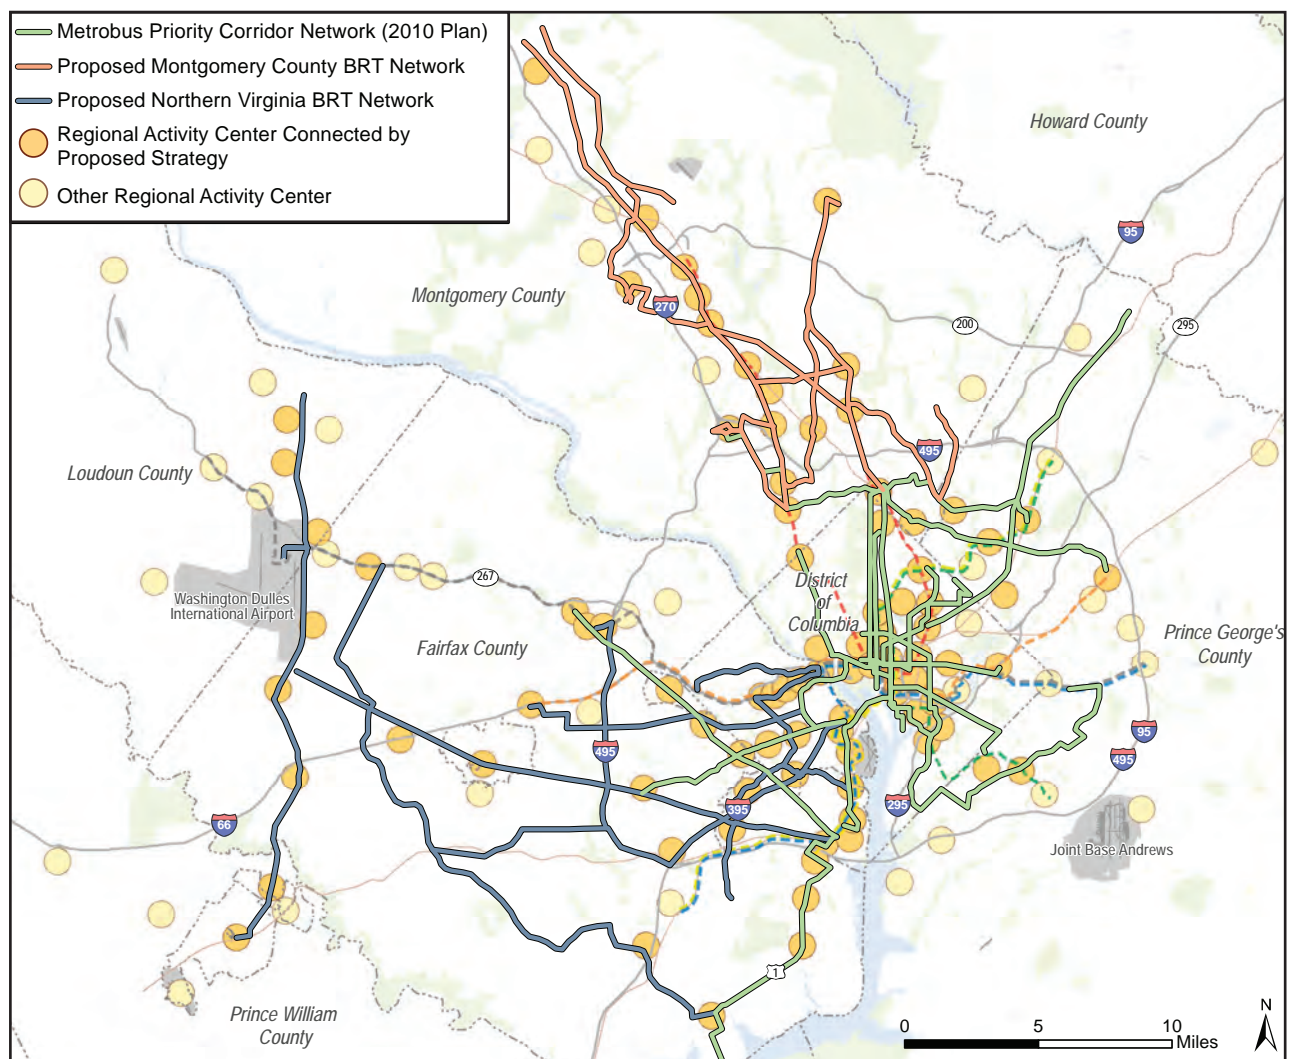 Metrobus Priority Corridor Network (2010 Plan)
Proposed Montgomery County BRT Network
Proposed Northern Virginia BRT Network
Regional Activity Center Connected by
Proposed Strategy
Other Regional Activity Center
Howard County
95
Montgomery County
270
200
295
495
Loudoun County
267
Washington Dulles
International Airport
District
of
Columbia
Fairfax County
Prince George's
County
495
95
495
395
295
66
Joint Base Andrews
1
Prince William
County
N
0 5 10
Miles